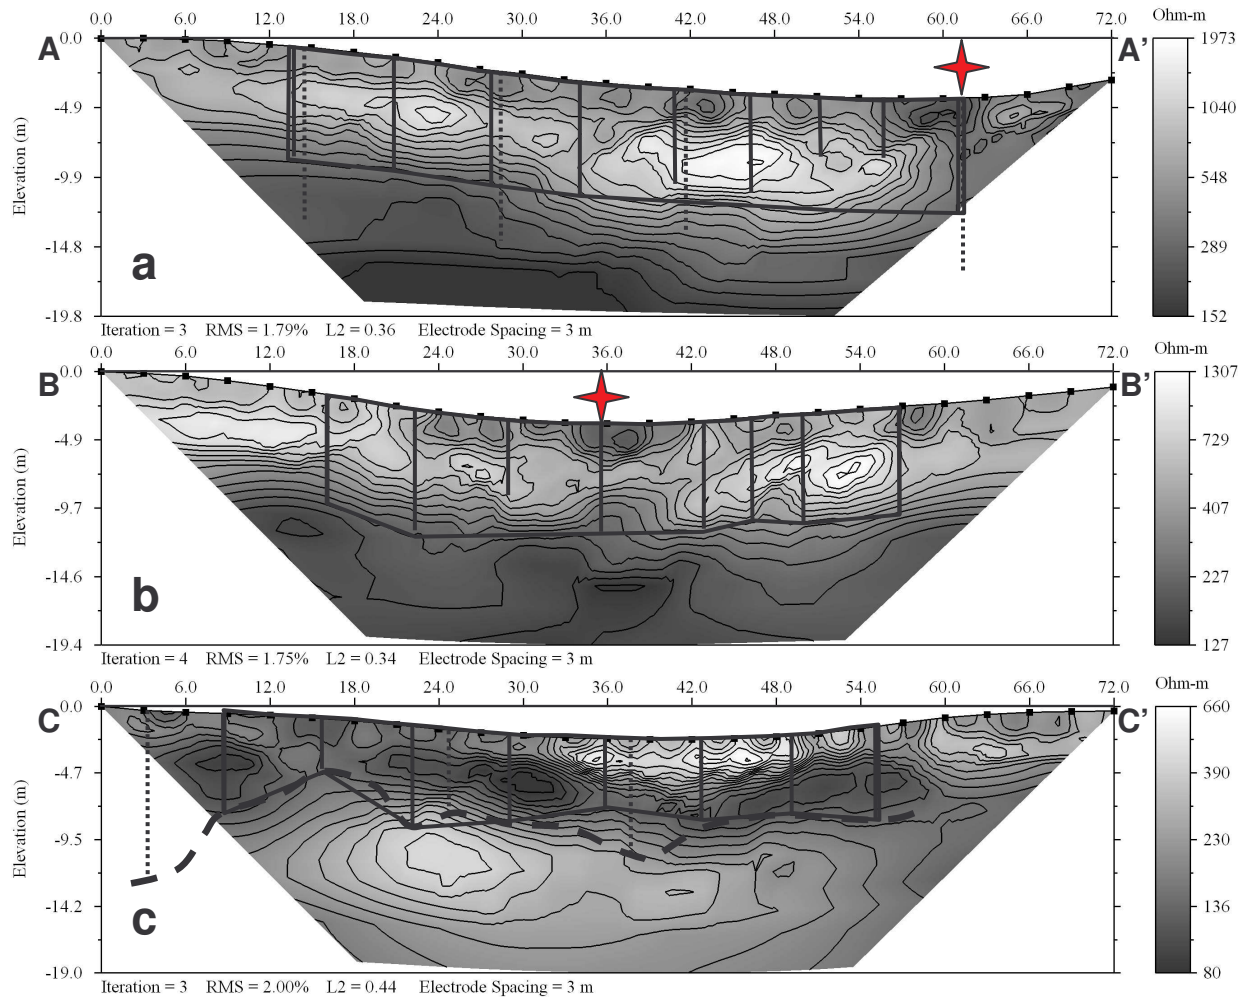 0.0 6.0 12.0 18.0 24.0 30.0 36.0 42.0 48.0 54.0 60.0 66.0 72.0 Ohm-m
A A'
0.0 1973
-4.9 1040
Elevation (m)
-9.9 548
-14.8 289
a
-19.8 152
Iteration = 3 RMS = 1.79% L2 = 0.36 Electrode Spacing = 3 m
0.0 6.0 12.0 18.0 24.0 30.0 36.0 42.0 48.0 54.0 60.0 66.0 72.0 Ohm-m
B B'
0.0 1307
-4.9 729
Elevation (m)
-9.7 407
-14.6 227
b
-19.4 127
Iteration = 4 RMS = 1.75% L2 = 0.34 Electrode Spacing = 3 m
0.0 6.0 12.0 18.0 24.0 30.0 36.0 42.0 48.0 54.0 60.0 66.0 72.0 Ohm-m
C C'
0.0 660
-4.7 390
Elevation (m)
-9.5 230
-14.2 136
c
-19.0 80
Iteration = 3 RMS = 2.00% L2 = 0.44 Electrode Spacing = 3 m